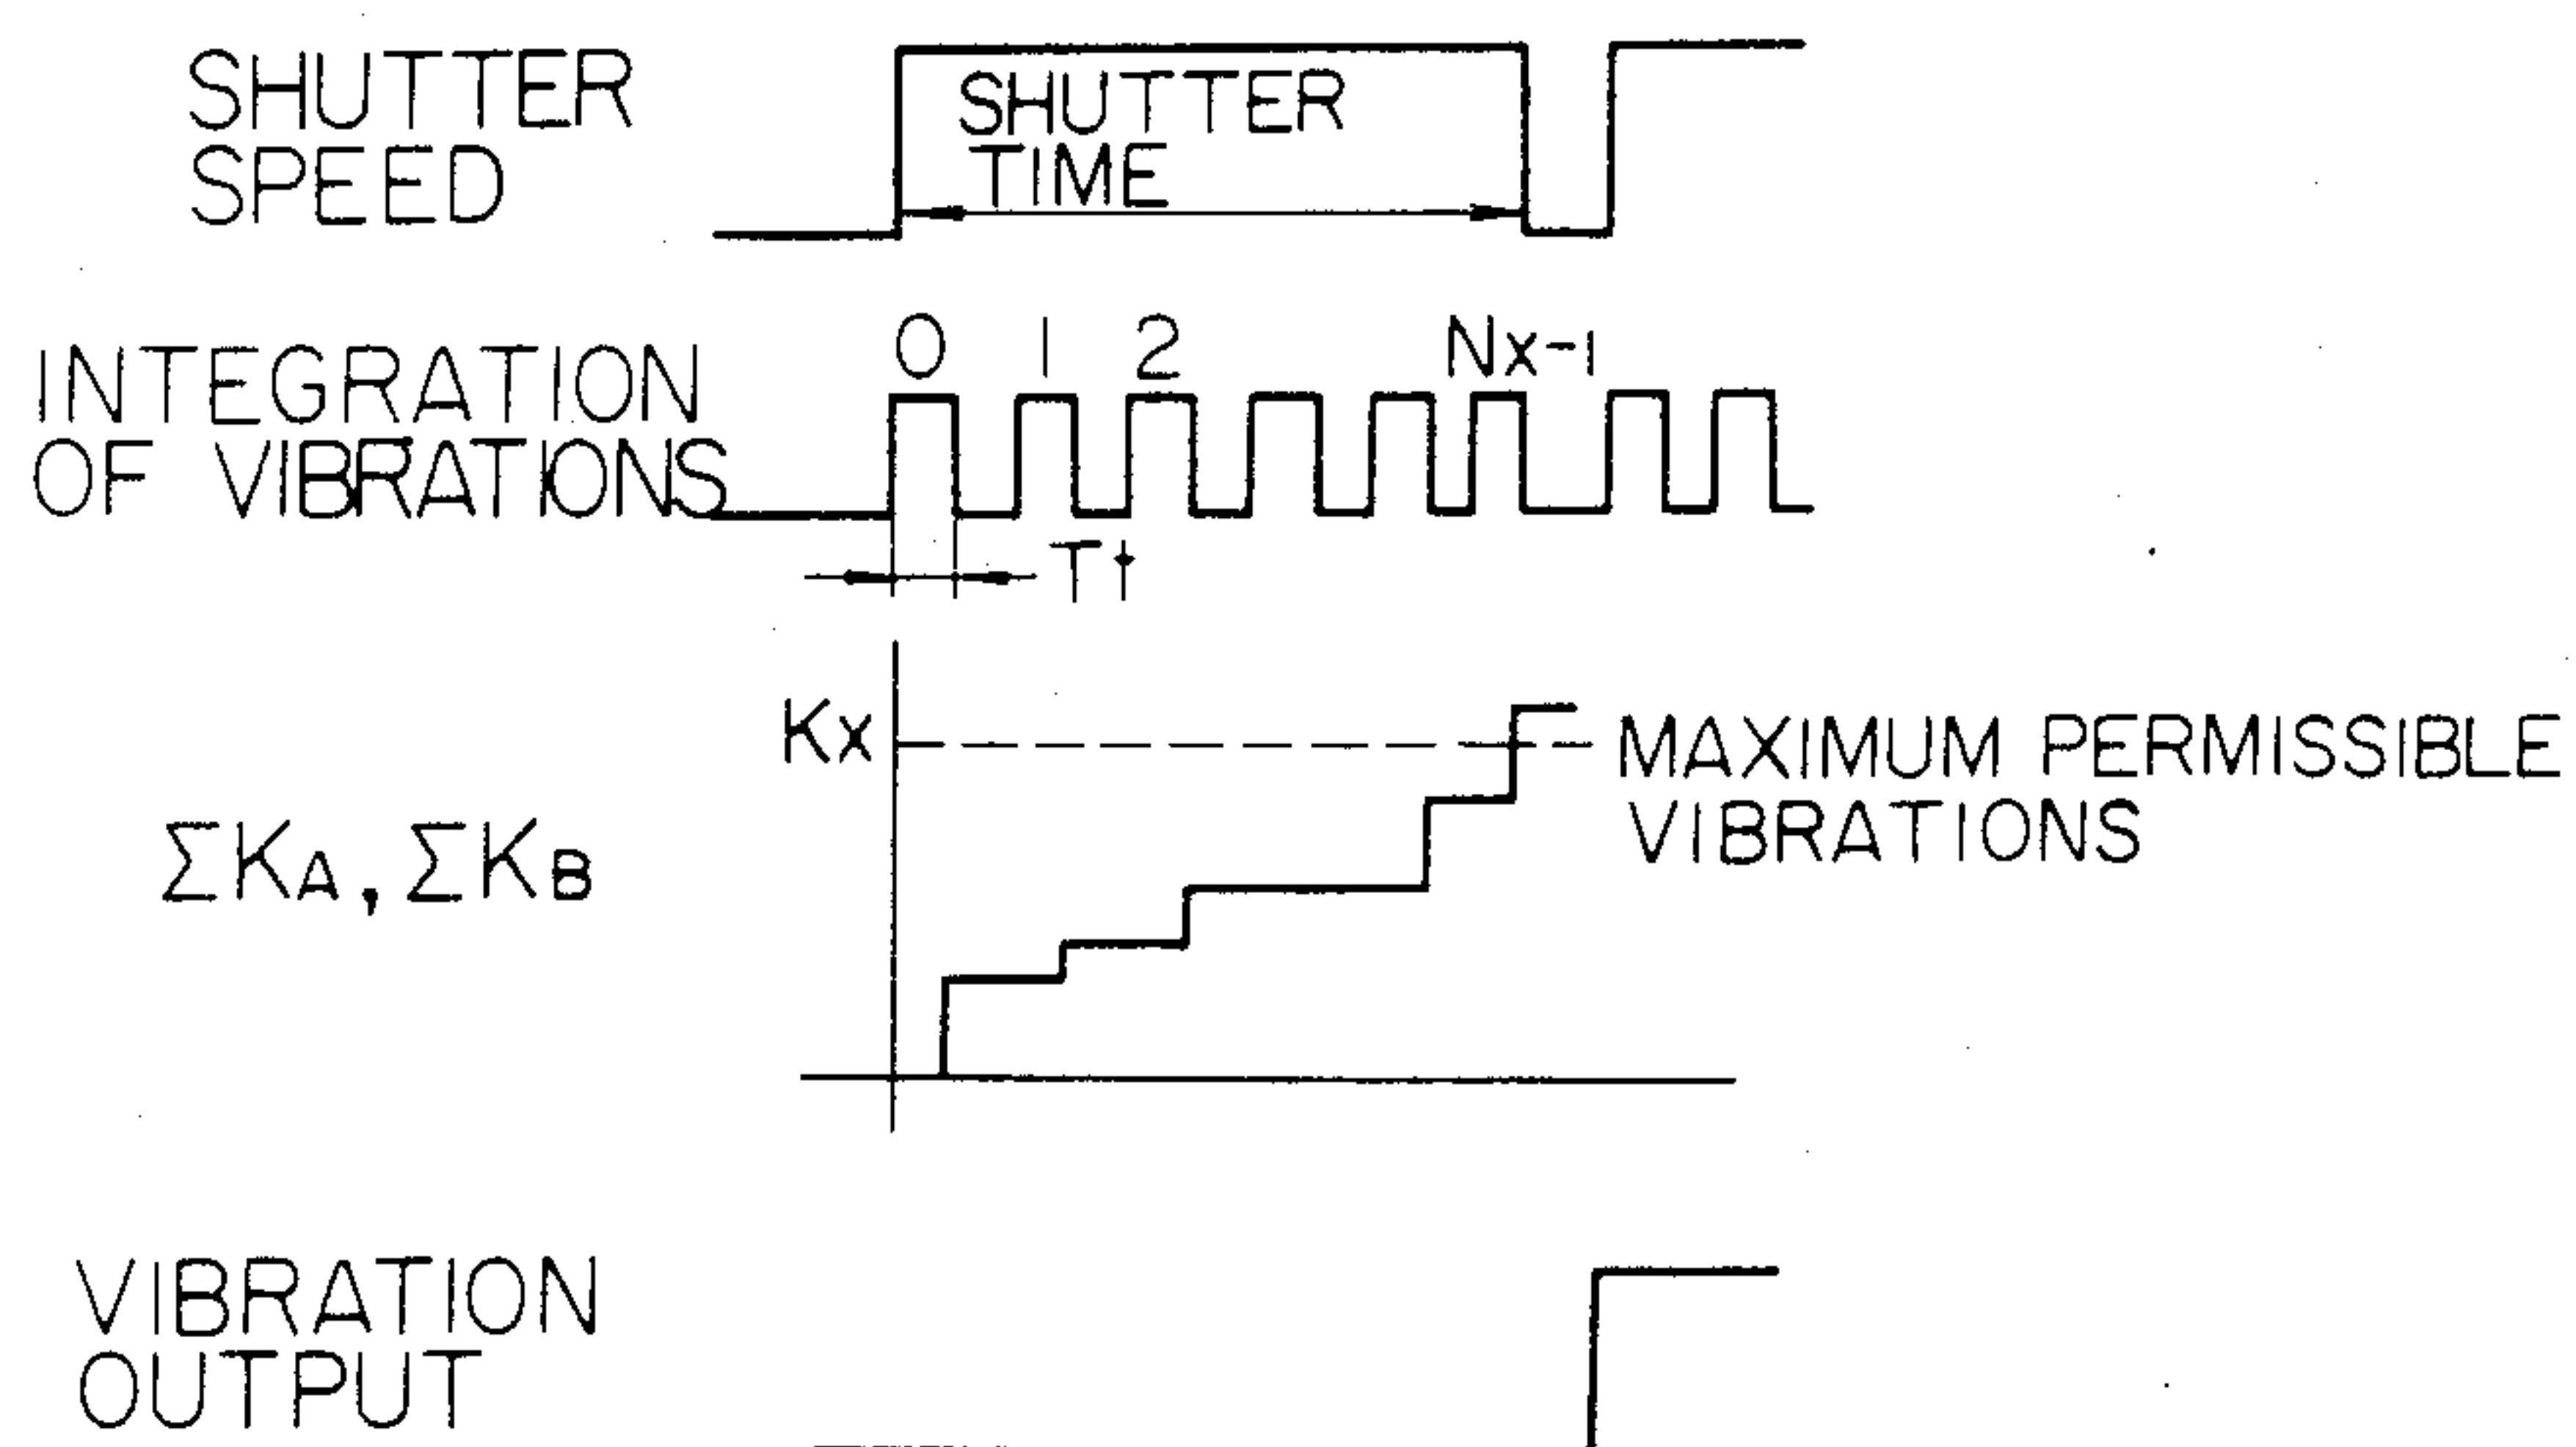 SHUTTER
SPEED
SHUTTER
TIME
INTEGRATION
OF VIBRATIONS
0 1 2 Nx-1
Tt
Kx
MAXIMUM PERMISSIBLE
VIBRATIONS
ΣKA, ΣKB
VIBRATION
OUTPUT